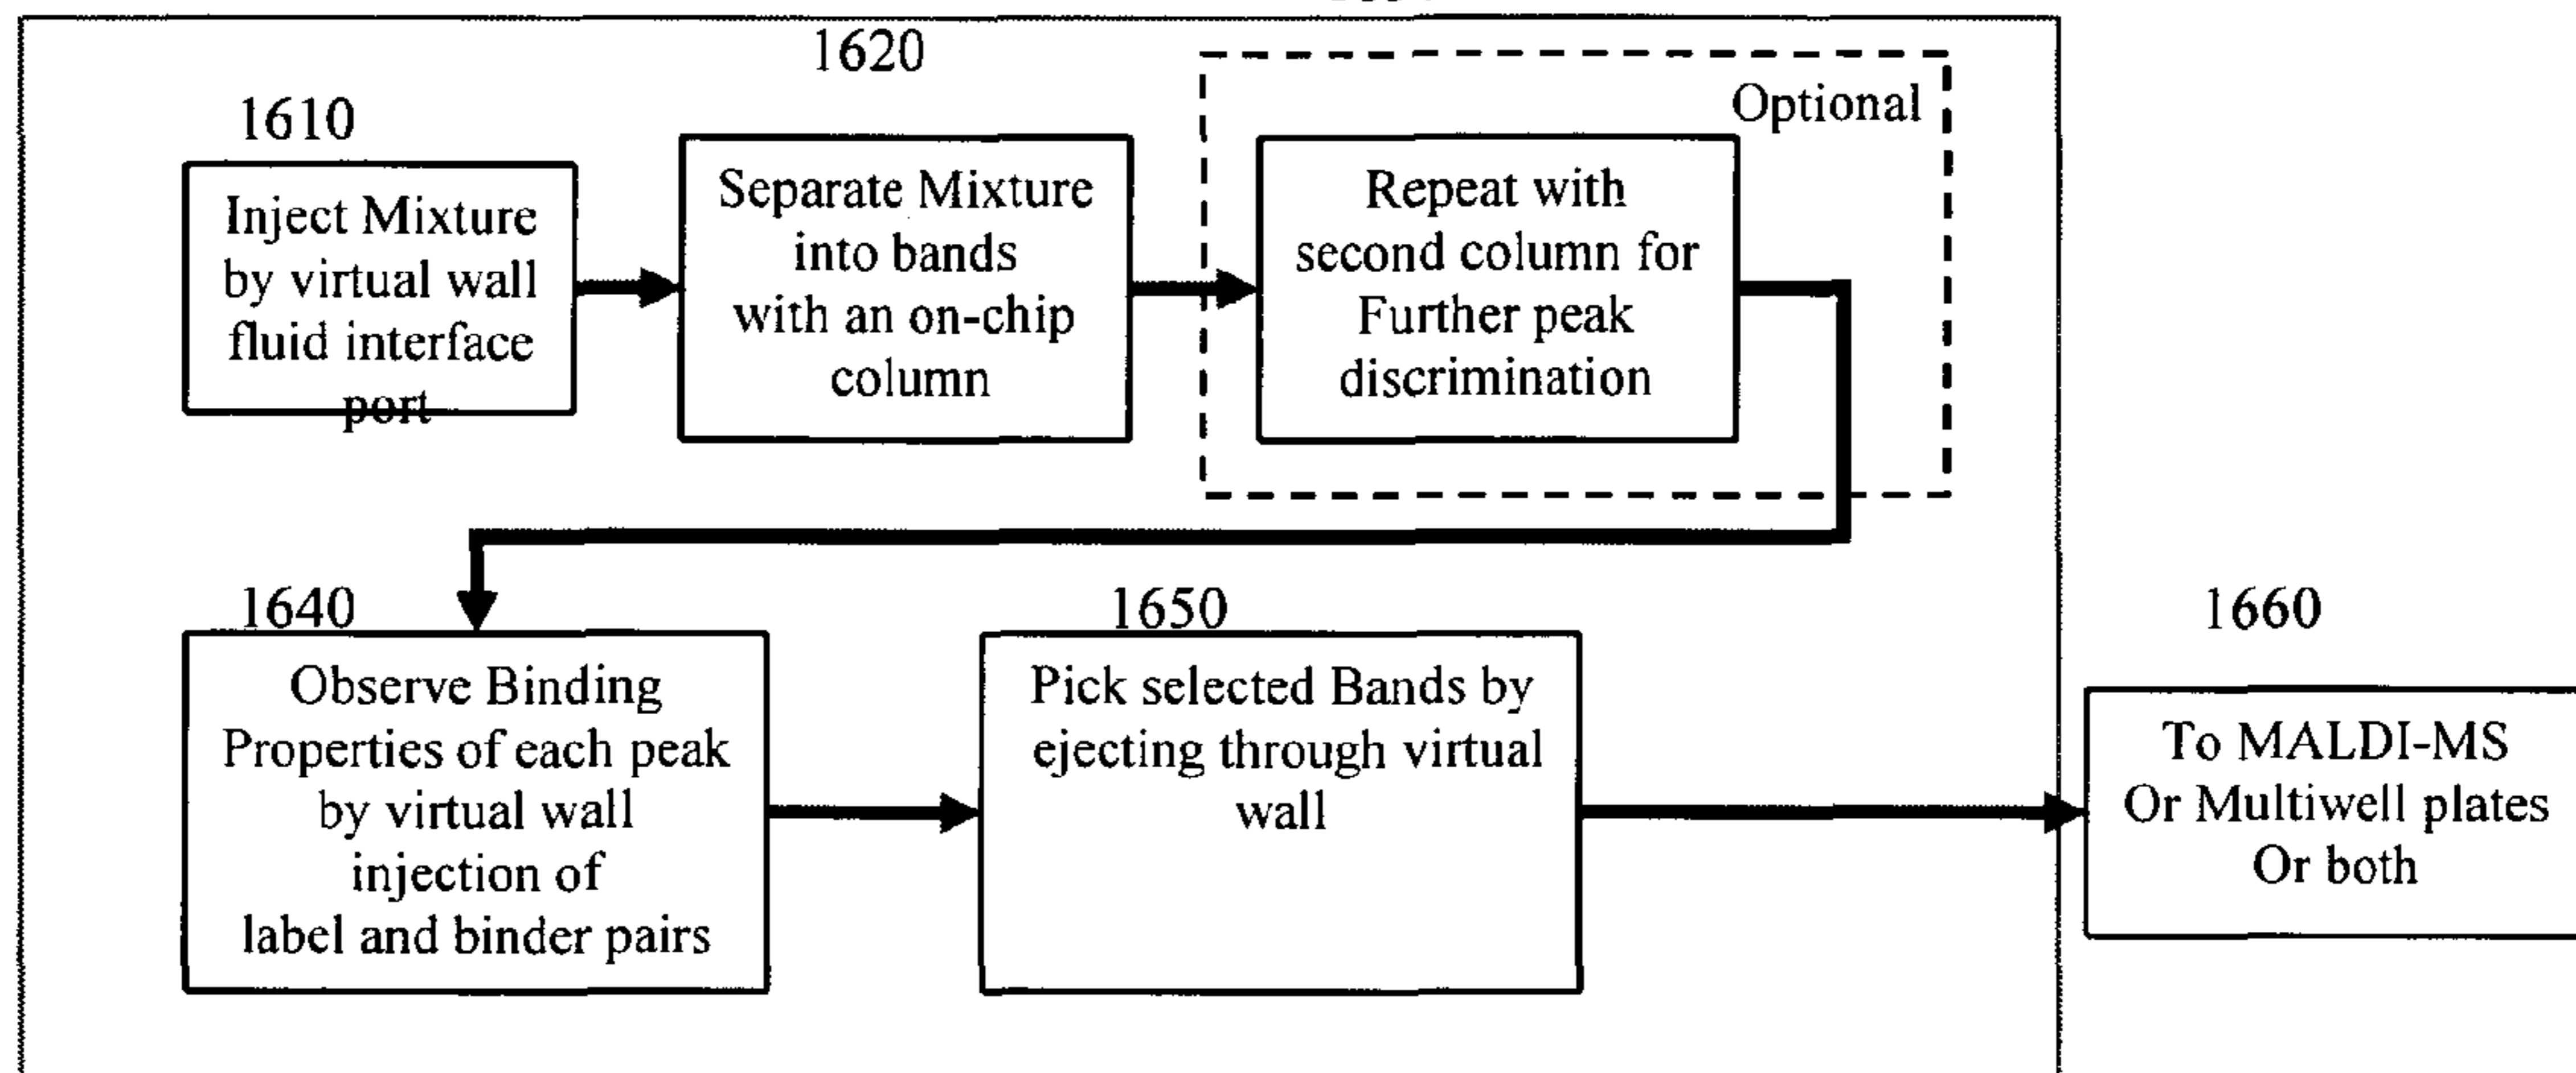 1610
Inject Mixture
by virtual wall
fluid interface
port
1620
Separate Mixture
into bands
with an on-chip
column
Optional
Repeat with
second column for
Further peak
discrimination
1640
Observe Binding
Properties of each peak
by virtual wall
injection of
label and binder pairs
1650
Pick selected Bands by
ejecting through virtual
wall
1660
To MALDI-MS
Or Multiwell plates
Or both